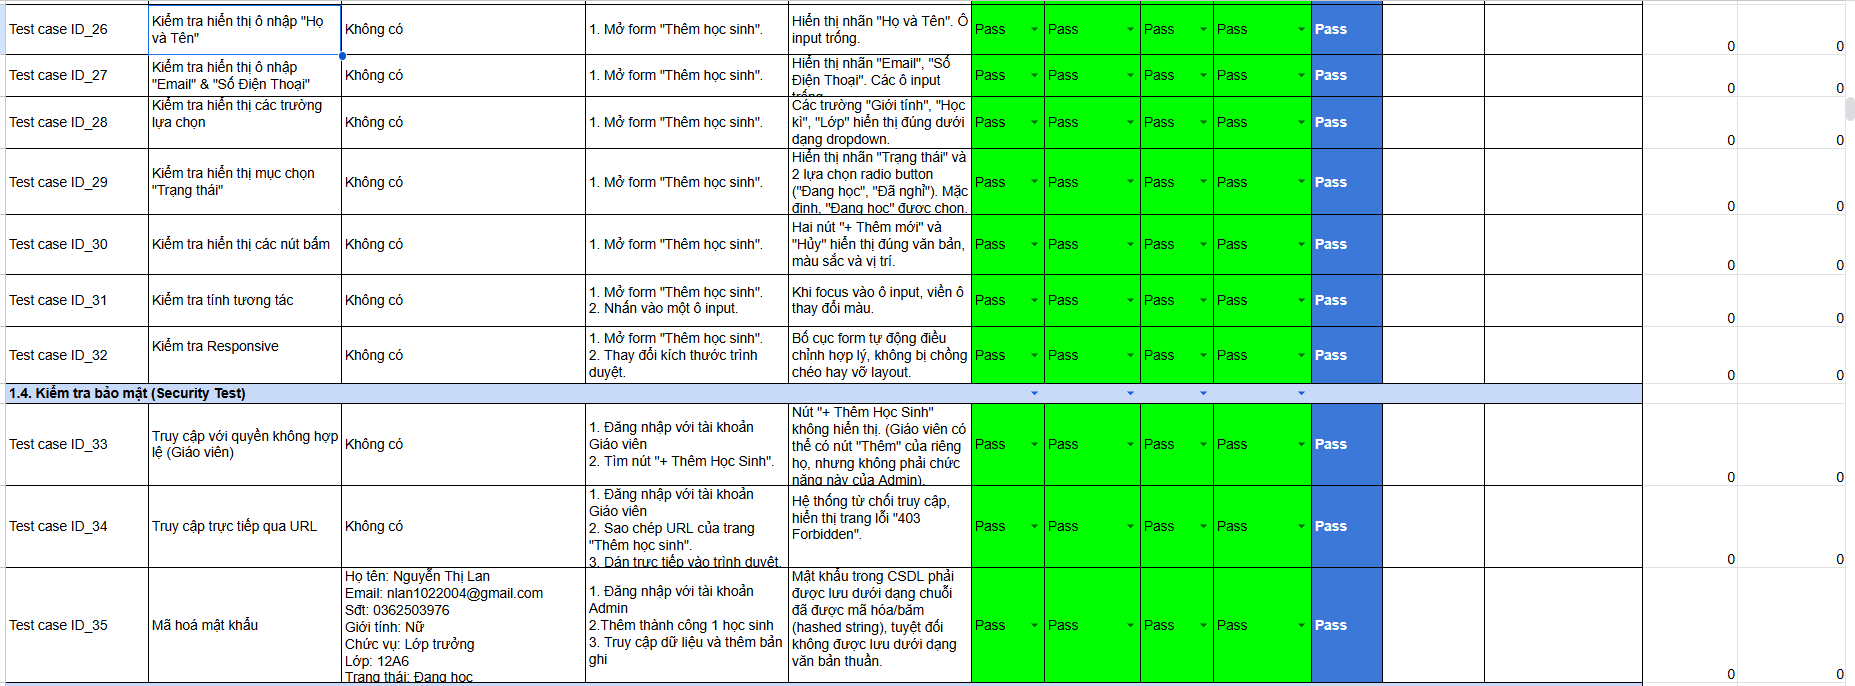 Test case ID_26
Kiểm tra hiển thị ô nhập "Họ
và Tên"
Không có
1. Mở form "Thêm học sinh".
Hiển thị nhãn "Họ và Tên". Ô
input trống.
Pass
Pass
Pass
Pass
Pass
0
0
Test case ID_27
Kiểm tra hiển thị ô nhập
"Email" & "Số Điện Thoại"
Không có
1. Mở form "Thêm học sinh".
Hiển thị nhãn "Email", "Số
Điện Thoại". Các ô input
trống.
Pass
Pass
Pass
Pass
Pass
0
0
Test case ID_28
Kiểm tra hiển thị các trường
lựa chọn
Không có
1. Mở form "Thêm học sinh".
Các trường "Giới tính", "Học
kì", "Lớp" hiển thị đúng dưới
dạng dropdown.
Pass
Pass
Pass
Pass
Pass
0
0
Test case ID_29
Kiểm tra hiển thị mục chọn
"Trạng thái"
Không có
1. Mở form "Thêm học sinh".
Hiển thị nhãn "Trạng thái" và
2 lựa chọn radio button
("Đang học", "Đã nghỉ"). Mặc
định, "Đang học" được chọn.
Pass
Pass
Pass
Pass
Pass
0
0
Test case ID_30
Kiểm tra hiển thị các nút bấm
Không có
1. Mở form "Thêm học sinh".
Hai nút "+ Thêm mới" và
"Hủy" hiển thị đúng văn bản,
màu sắc và vị trí.
Pass
Pass
Pass
Pass
Pass
0
0
Test case ID_31
Kiểm tra tính tương tác
Không có
1. Mở form "Thêm học sinh".
2. Nhấn vào một ô input.
Khi focus vào ô input, viền ô
thay đổi màu.
Pass
Pass
Pass
Pass
Pass
0
0
Test case ID_32
Kiểm tra Responsive
Không có
1. Mở form "Thêm học sinh".
2. Thay đổi kích thước trình
duyệt.
Bố cục form tự động điều
chỉnh hợp lý, không bị chồng
chéo hay vỡ layout.
Pass
Pass
Pass
Pass
Pass
0
0
1.4. Kiểm tra bảo mật (Security Test)
Test case ID_33
Truy cập với quyền không hợp
lệ (Giáo viên)
Không có
1. Đăng nhập với tài khoản
Giáo viên
2. Tìm nút "+ Thêm Học Sinh".
Nút "+ Thêm Học Sinh"
không hiển thị. (Giáo viên có
thể có nút "Thêm" của riêng
họ, nhưng không phải chức
năng này của Admin).
Pass
Pass
Pass
Pass
Pass
0
0
Test case ID_34
Truy cập trực tiếp qua URL
Không có
1. Đăng nhập với tài khoản
Giáo viên
2. Sao chép URL của trang
"Thêm học sinh".
3. Dán trực tiếp vào trình duyệt.
Hệ thống từ chối truy cập,
hiển thị trang lỗi "403
Forbidden".
Pass
Pass
Pass
Pass
Pass
0
0
Test case ID_35
Mã hoá mật khẩu
Họ tên: Nguyễn Thị Lan
Email: nlan1022004@gmail.com
Sđt: 0362503976
Giới tính: Nữ
Chức vụ: Lớp trưởng
Lớp: 12A6
Trạng thái: Đang học
1. Đăng nhập với tài khoản
Admin
2.Thêm thành công 1 học sinh
3. Truy cập dữ liệu và thêm bản
ghi
Mật khẩu trong CSDL phải
được lưu dưới dạng chuỗi
đã được mã hóa/băm
(hashed string), tuyệt đối
không được lưu dưới dạng
văn bản thuần.
Pass
Pass
Pass
Pass
Pass
0
0